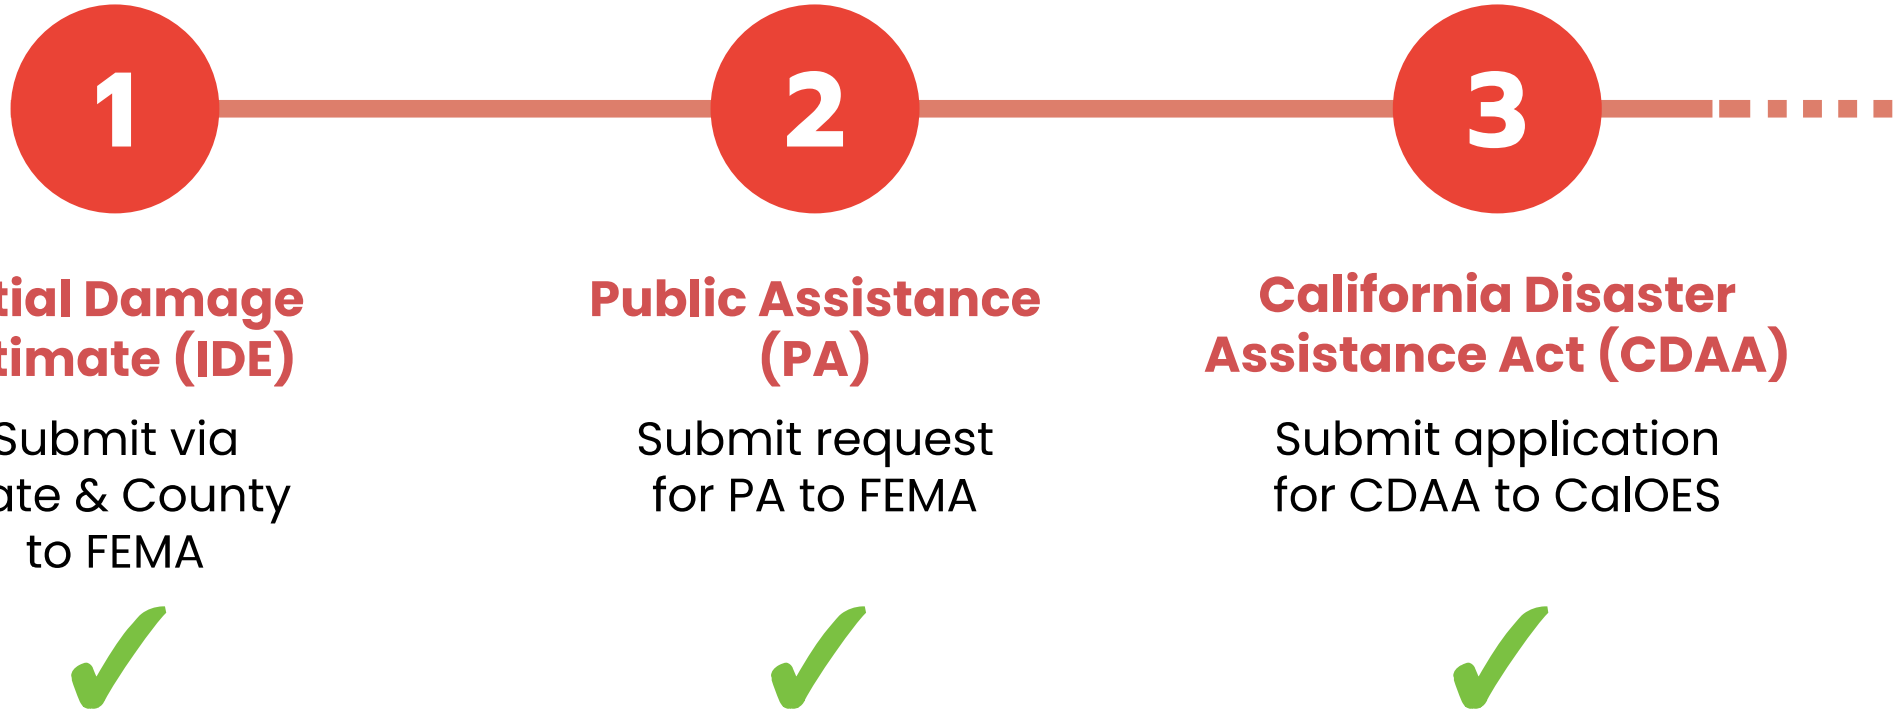 1
2
3
tial Damage
timate (IDE)
Submit via
ate & County
to FEMA
Public Assistance
(PA)
Submit request
for PA to FEMA
California Disaster
Assistance Act (CDAA)
Submit application
for CDAA to CalOES